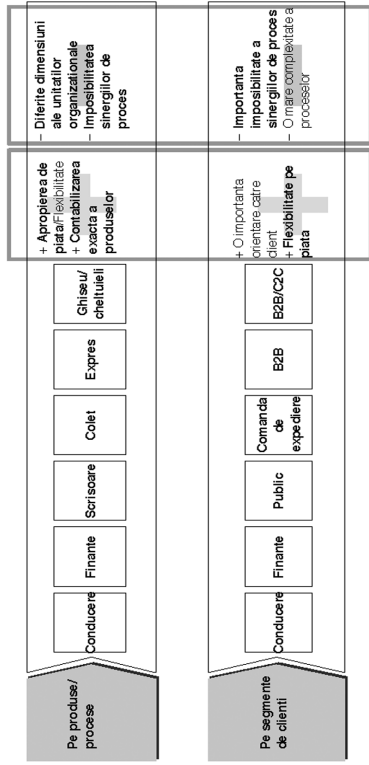 Pe produse/
procese
Conducere
Finante
Scrisoare
Colet
Expres
Ghiseu/
cheltuieli
+ Apropierea de
piata/Flexibilitate
+ Contabilizarea
exacta a
produselor
– Diferite dimensiuni
ale unitatilor
organizationale
– Imposibilitatea
sinergiilor de
proces
Pe segmente
de clienti
Conducere
Finante
Public
Comanda
de
expediere
B2B
B2B/C2C
+ O importanta
orientare catre
client
+ Flexibilitate pe
piata
– Importanta
imposibilitate a
sinergiilor de proces
– O mare complexitate a
proceselor